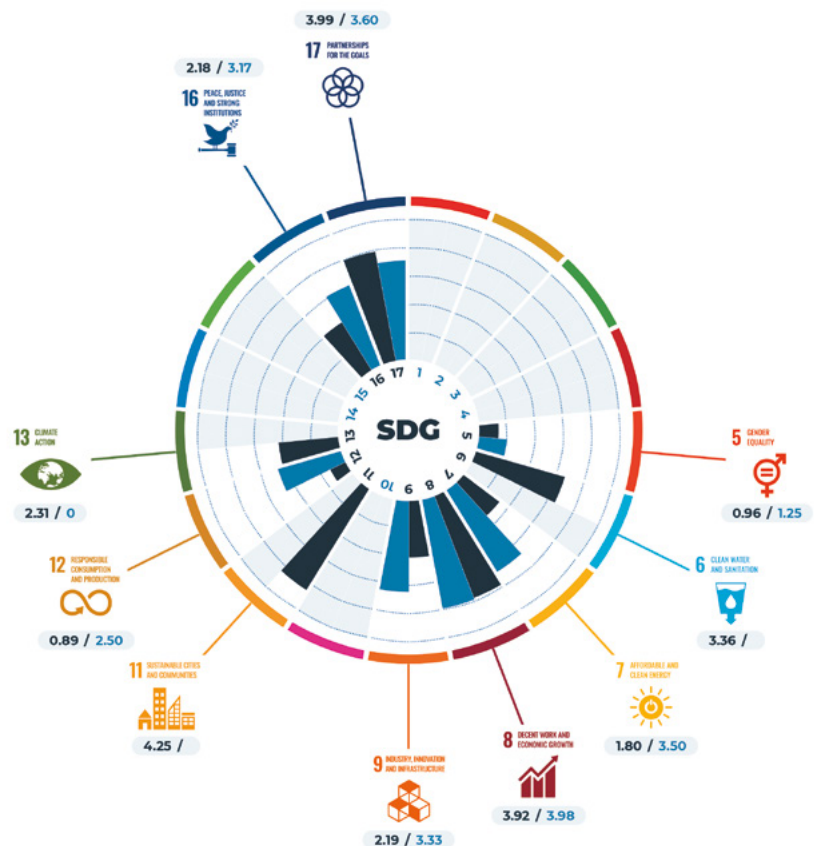 3.99 / 3.60
17 PARTNERSHIPS
FOR THE GOALS
2.18 / 3.17
16 PEACE, JUSTICE
AND STRONG
INSTITUTIONS
SDG
1
2
3
4
5
6
7
8
9
10
11
12
13
14
15
16
17
5 GENDER
EQUALITY
0.96 / 1.25
6 CLEAN WATER
AND SANITATION
3.36 /
7 AFFORDABLE AND
CLEAN ENERGY
1.80 / 3.50
8 DECENT WORK AND
ECONOMIC GROWTH
3.92 / 3.98
9 INDUSTRY, INNOVATION
AND INFRASTRUCTURE
2.19 / 3.33
11 SUSTAINABLE CITIES
AND COMMUNITIES
4.25 /
12 RESPONSIBLE
CONSUMPTION
AND PRODUCTION
0.89 / 2.50
13 CLIMATE
ACTION
2.31 / 0